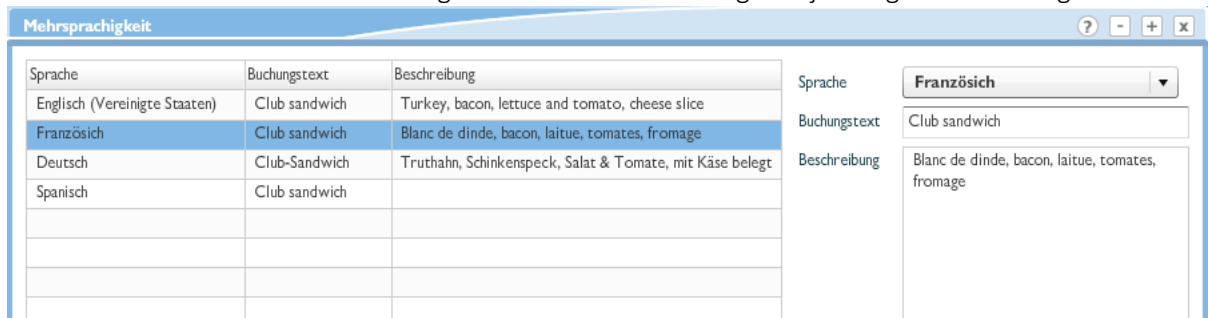 Mehrsprachigkeit ? - + x
Sprache Buchungstext Beschreibung
Englisch (Vereinigte Staaten) Club sandwich Turkey, bacon, lettuce and tomato, cheese slice
Französich Club sandwich Blanc de dinde, bacon, laitue, tomates, fromage
Deutsch Club-Sandwich Truthahn, Schinkenspeck, Salat & Tomate, mit Käse belegt
Spanisch Club sandwich
Sprache Französich
Buchungstext Club sandwich
Beschreibung Blanc de dinde, bacon, laitue, tomates,
fromage